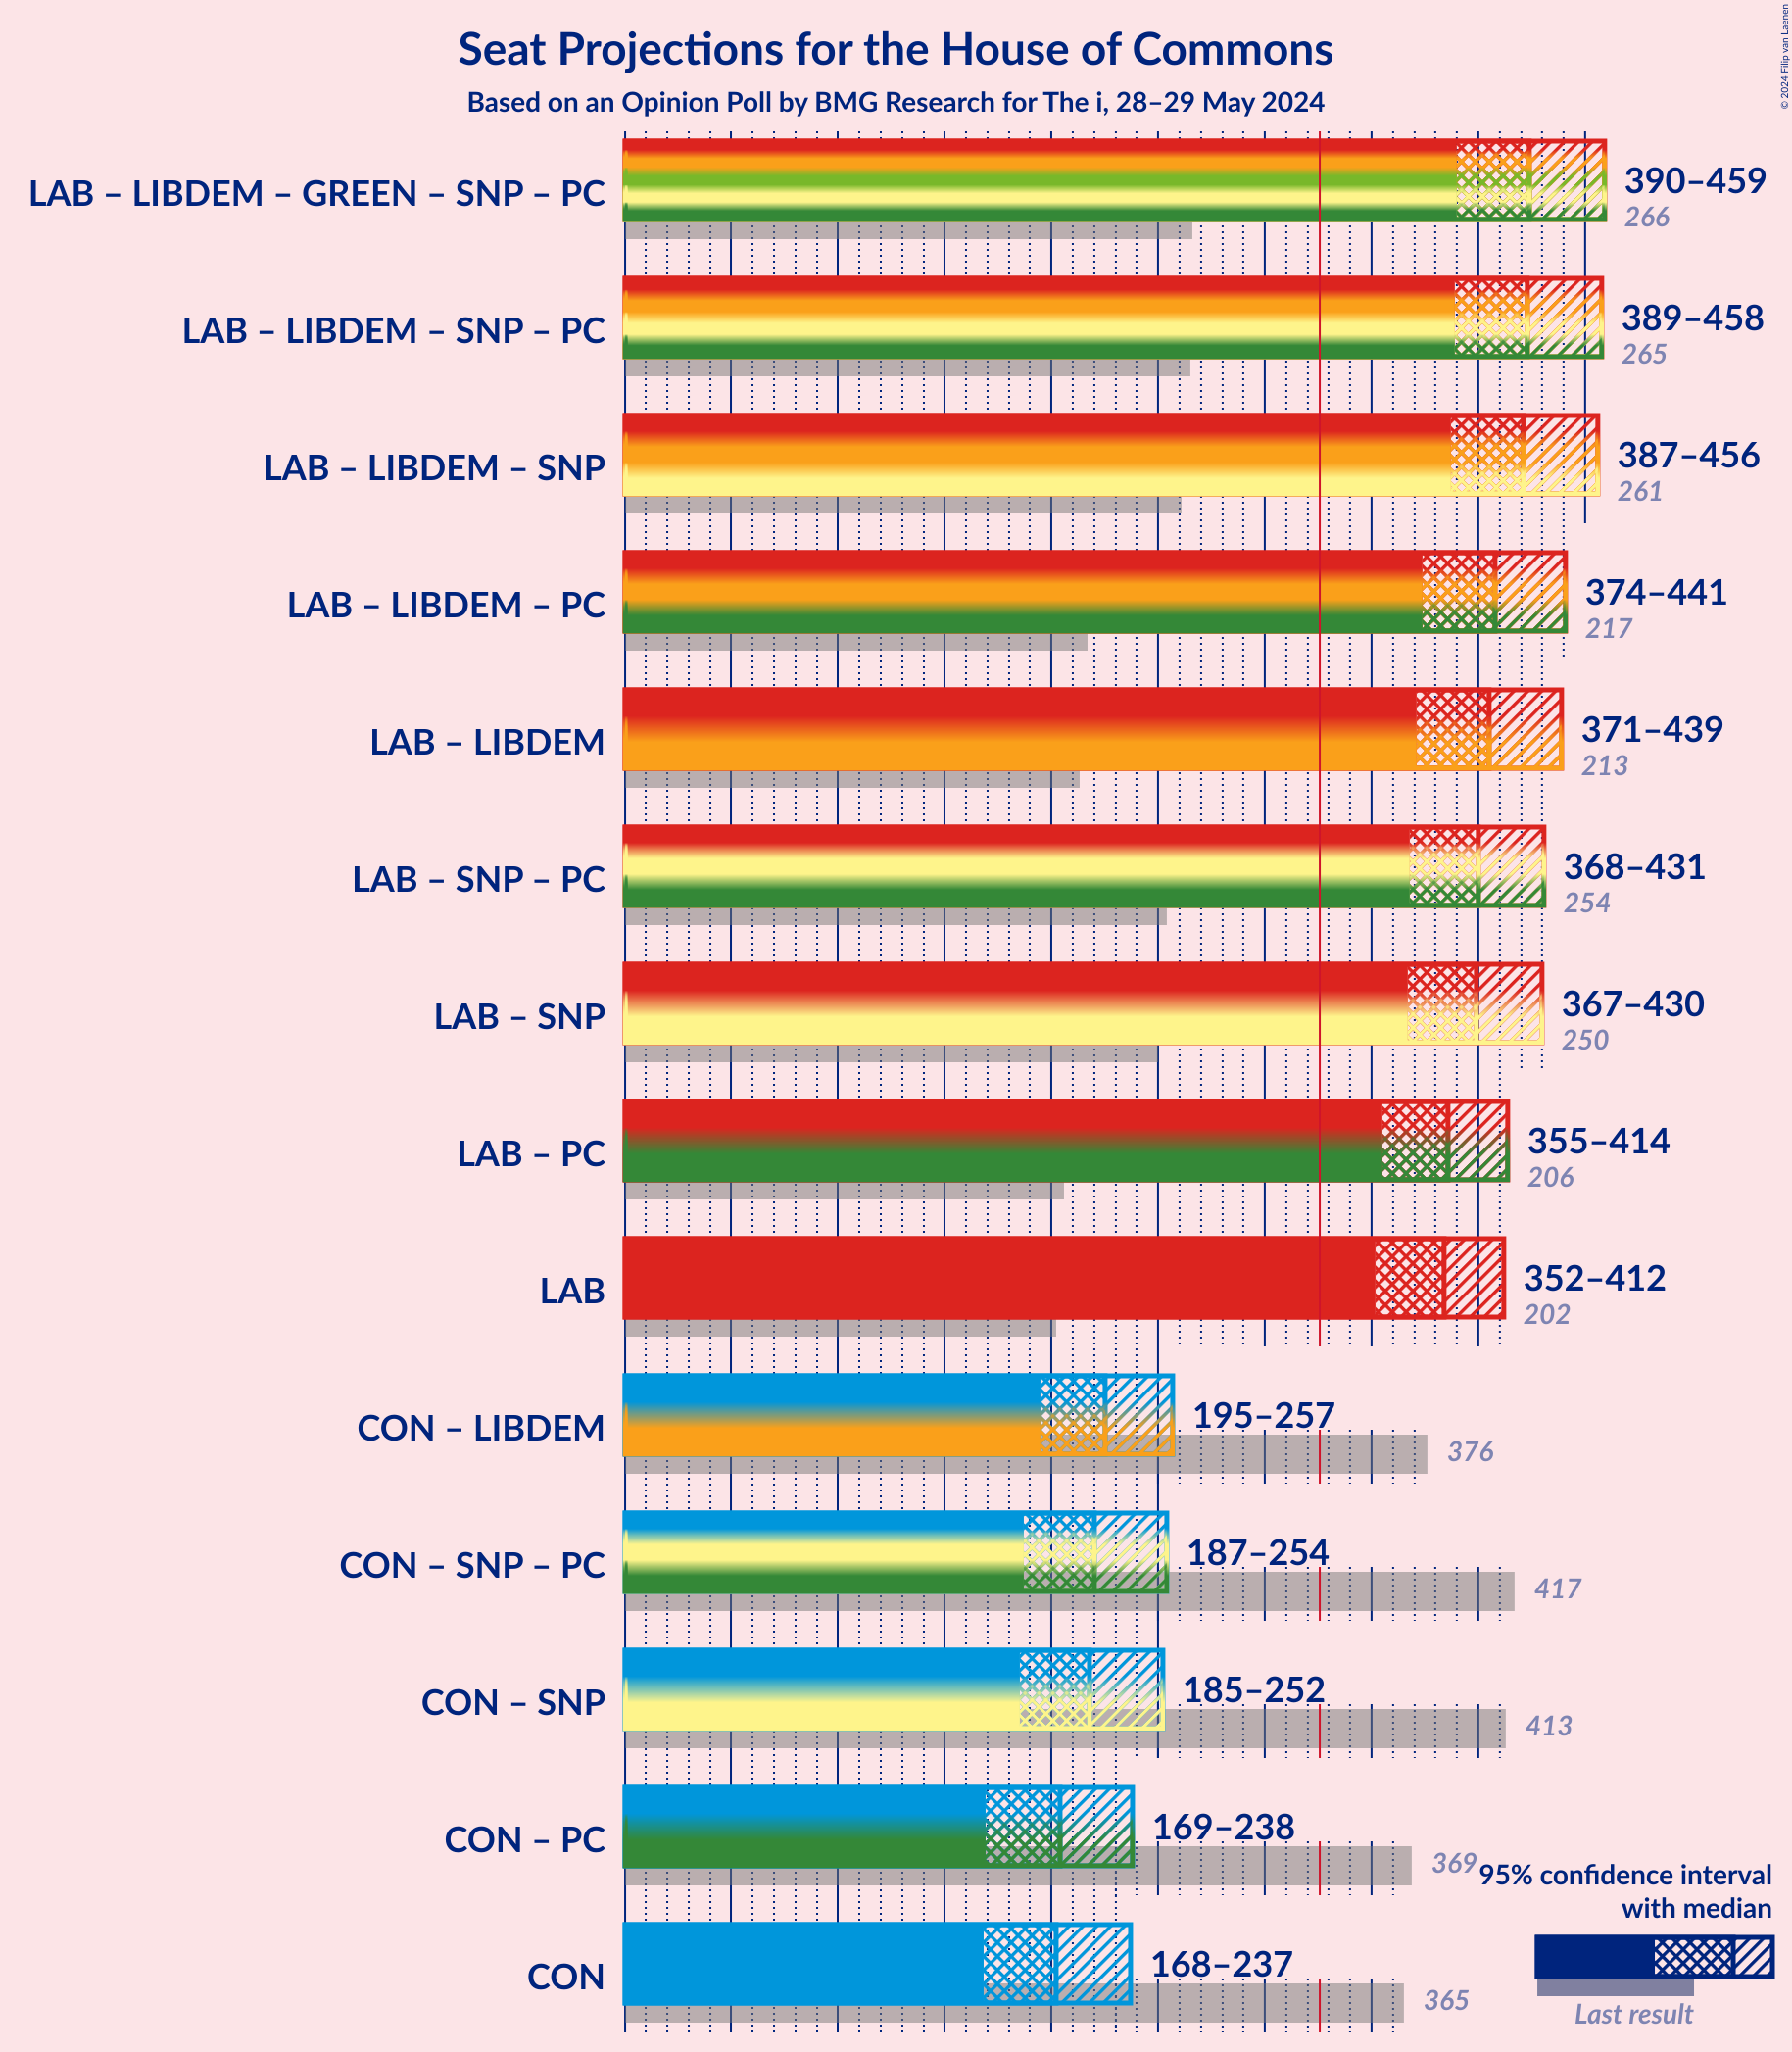 Seat Projections for the House of Commons
Based on an Opinion Poll by BMG Research for The i, 28–29 May 2024
© 2024 Filip van Laenen
LAB – LIBDEM – GREEN – SNP – PC
390–459
266
LAB – LIBDEM – SNP – PC
389–458
265
LAB – LIBDEM – SNP
387–456
261
LAB – LIBDEM – PC
374–441
217
LAB – LIBDEM
371–439
213
LAB – SNP – PC
368–431
254
LAB – SNP
367–430
250
LAB – PC
355–414
206
LAB
352–412
202
CON – LIBDEM
195–257
376
CON – SNP – PC
187–254
417
CON – SNP
185–252
413
CON – PC
169–238
369
CON
168–237
365
95% confidence interval
with median
Last result